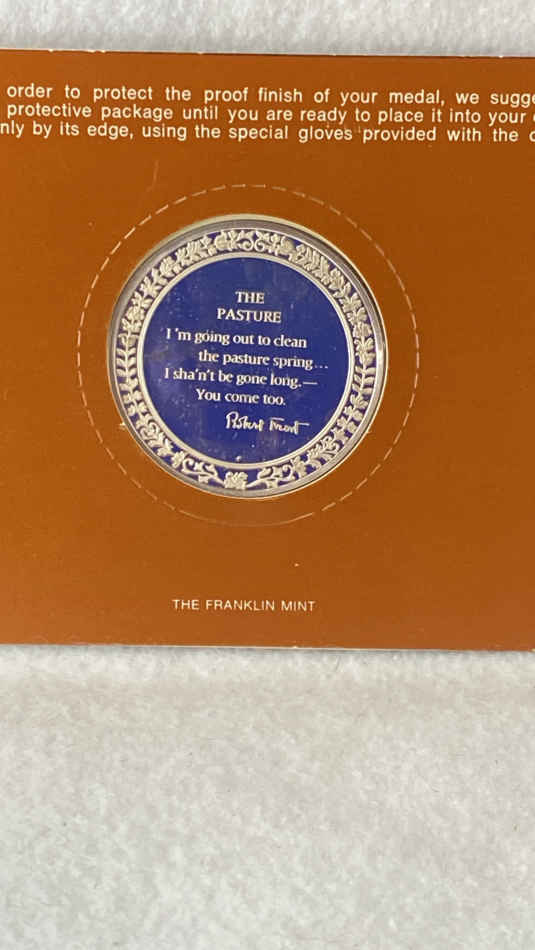 order to protect the proof finish of your medal, we sugge
protective package until you are ready to place it into your
nly by its edge, using the special gloves provided with the
THE
PASTURE
I'm going out to clean
the pasture spring...
I sha'n't be gone long.—
You come too.
Robert Frost
THE FRANKLIN MINT